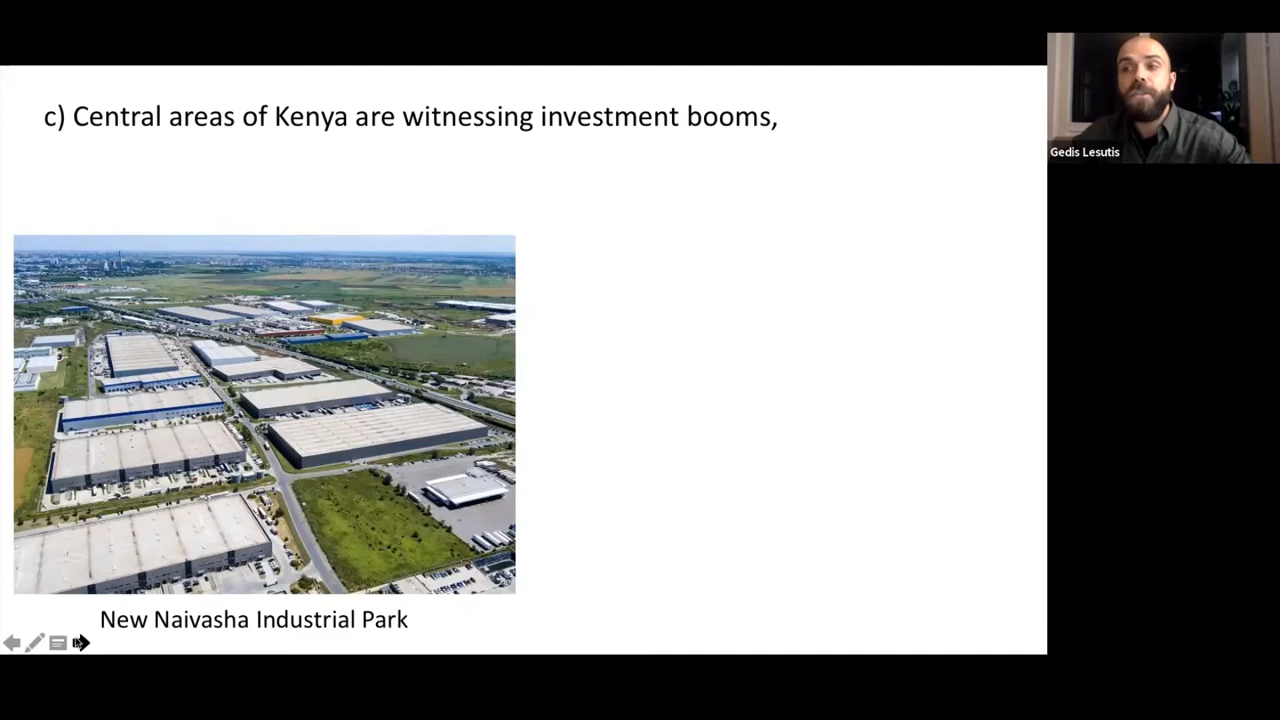 c) Central areas of Kenya are witnessing investment booms,
Gedis Lesutis
New Naivasha Industrial Park